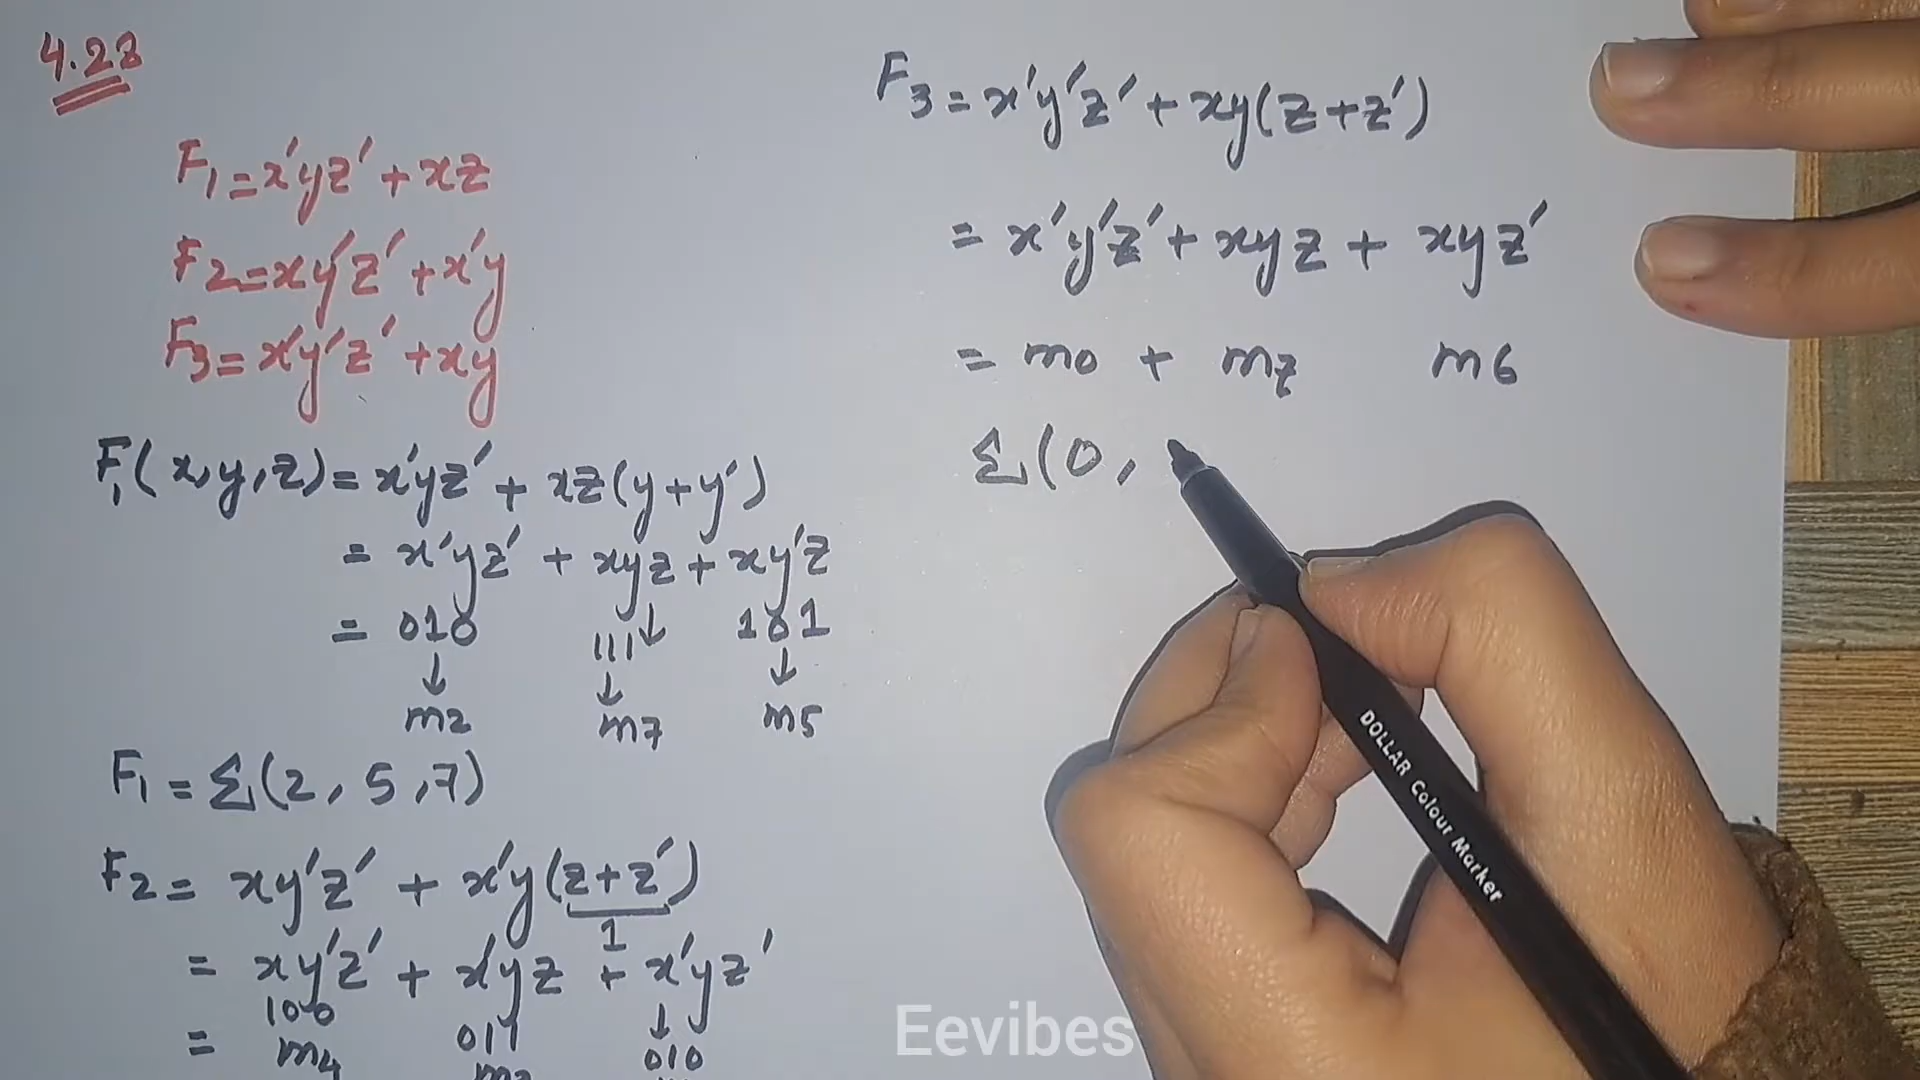 4.28
F1=x'yz'+xz
F2=xy'z'+x'y
F3=x'y'z'+xy
F1(x,y,z)=x'yz'+xz(y+y')
=x'yz'+xyz+xy'z
=010 111↓ 101
↓ ↓ ↓
m2 m7 m5
F1=Σ(2,5,7)
F2=xy'z'+x'y(z+z')
1
=xy'z'+x'yz+x'yz'
100 ↓
= m4 011 010
F3=x'y'z'+xy(z+z')
=x'y'z'+xyz+xyz'
=m0+m7 m6
Σ(0,
DOLLAR Colour Marker
Eevibes